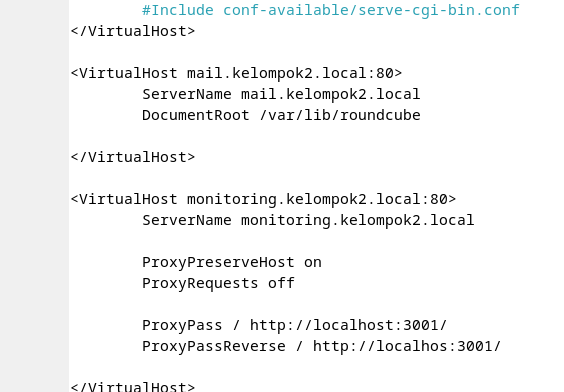 #Include conf-available/serve-cgi-bin.conf
</VirtualHost>
<VirtualHost mail.kelompok2.local:80>
ServerName mail.kelompok2.local
DocumentRoot /var/lib/roundcube
</VirtualHost>
<VirtualHost monitoring.kelompok2.local:80>
ServerName monitoring.kelompok2.local
ProxyPreserveHost on
ProxyRequests off
ProxyPass / http://localhost:3001/
ProxyPassReverse / http://localhos:3001/
</VirtualHost>